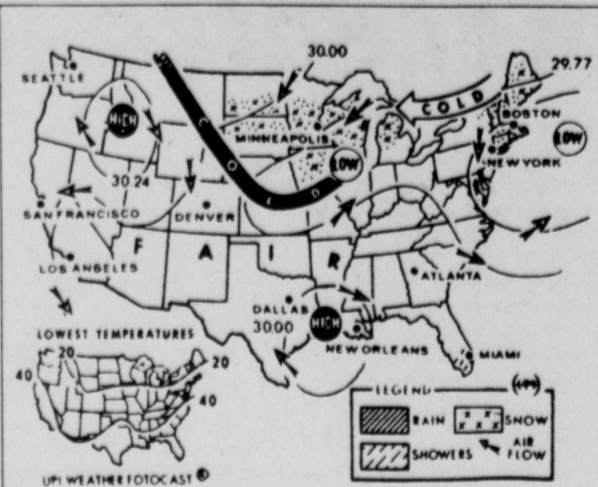 30.00
29.77
SEATTLE
COLD
HIGH
BOSTON
MINNEAPOLIS
LOW
LOW
NEW YORK
COLD
30.24
SAN FRANCISCO
DENVER
FAIR
LOS ANGELES
ATLANTA
DALLAS
30.00
HIGH
NEW ORLEANS
MIAMI
LOWEST TEMPERATURES
20
20
40
40
LEGEND
RAIN
SNOW
SHOWERS
AIR FLOW
UPI WEATHER FOTOCAST ®